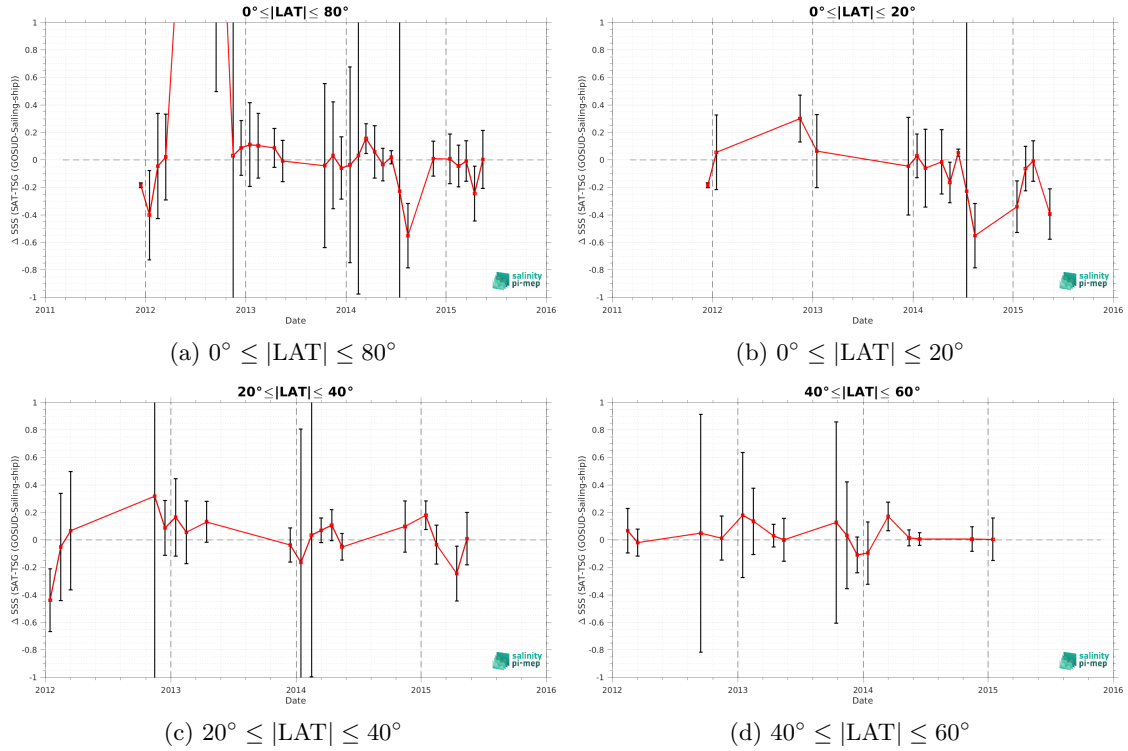 0°≤|LAT|≤ 80°
Δ SSS (SAT-TSG (GOSUD-Sailing-ship))
1
0.8
0.6
0.4
0.2
0
-0.2
-0.4
-0.6
-0.8
-1
2011 2012 2013 2014 2015 2016
Date
salinity
pi-mep
(a) 0° ≤ |LAT| ≤ 80°
0°≤|LAT|≤ 20°
Δ SSS (SAT-TSG (GOSUD-Sailing-ship))
1
0.8
0.6
0.4
0.2
0
-0.2
-0.4
-0.6
-0.8
-1
2011 2012 2013 2014 2015 2016
Date
salinity
pi-mep
(b) 0° ≤ |LAT| ≤ 20°
20°≤|LAT|≤ 40°
Δ SSS (SAT-TSG (GOSUD-Sailing-ship))
1
0.8
0.6
0.4
0.2
0
-0.2
-0.4
-0.6
-0.8
-1
2012 2013 2014 2015 2016
Date
salinity
pi-mep
(c) 20° ≤ |LAT| ≤ 40°
40°≤|LAT|≤ 60°
Δ SSS (SAT-TSG (GOSUD-Sailing-ship))
1
0.8
0.6
0.4
0.2
0
-0.2
-0.4
-0.6
-0.8
-1
2012 2013 2014 2015 2016
Date
salinity
pi-mep
(d) 40° ≤ |LAT| ≤ 60°